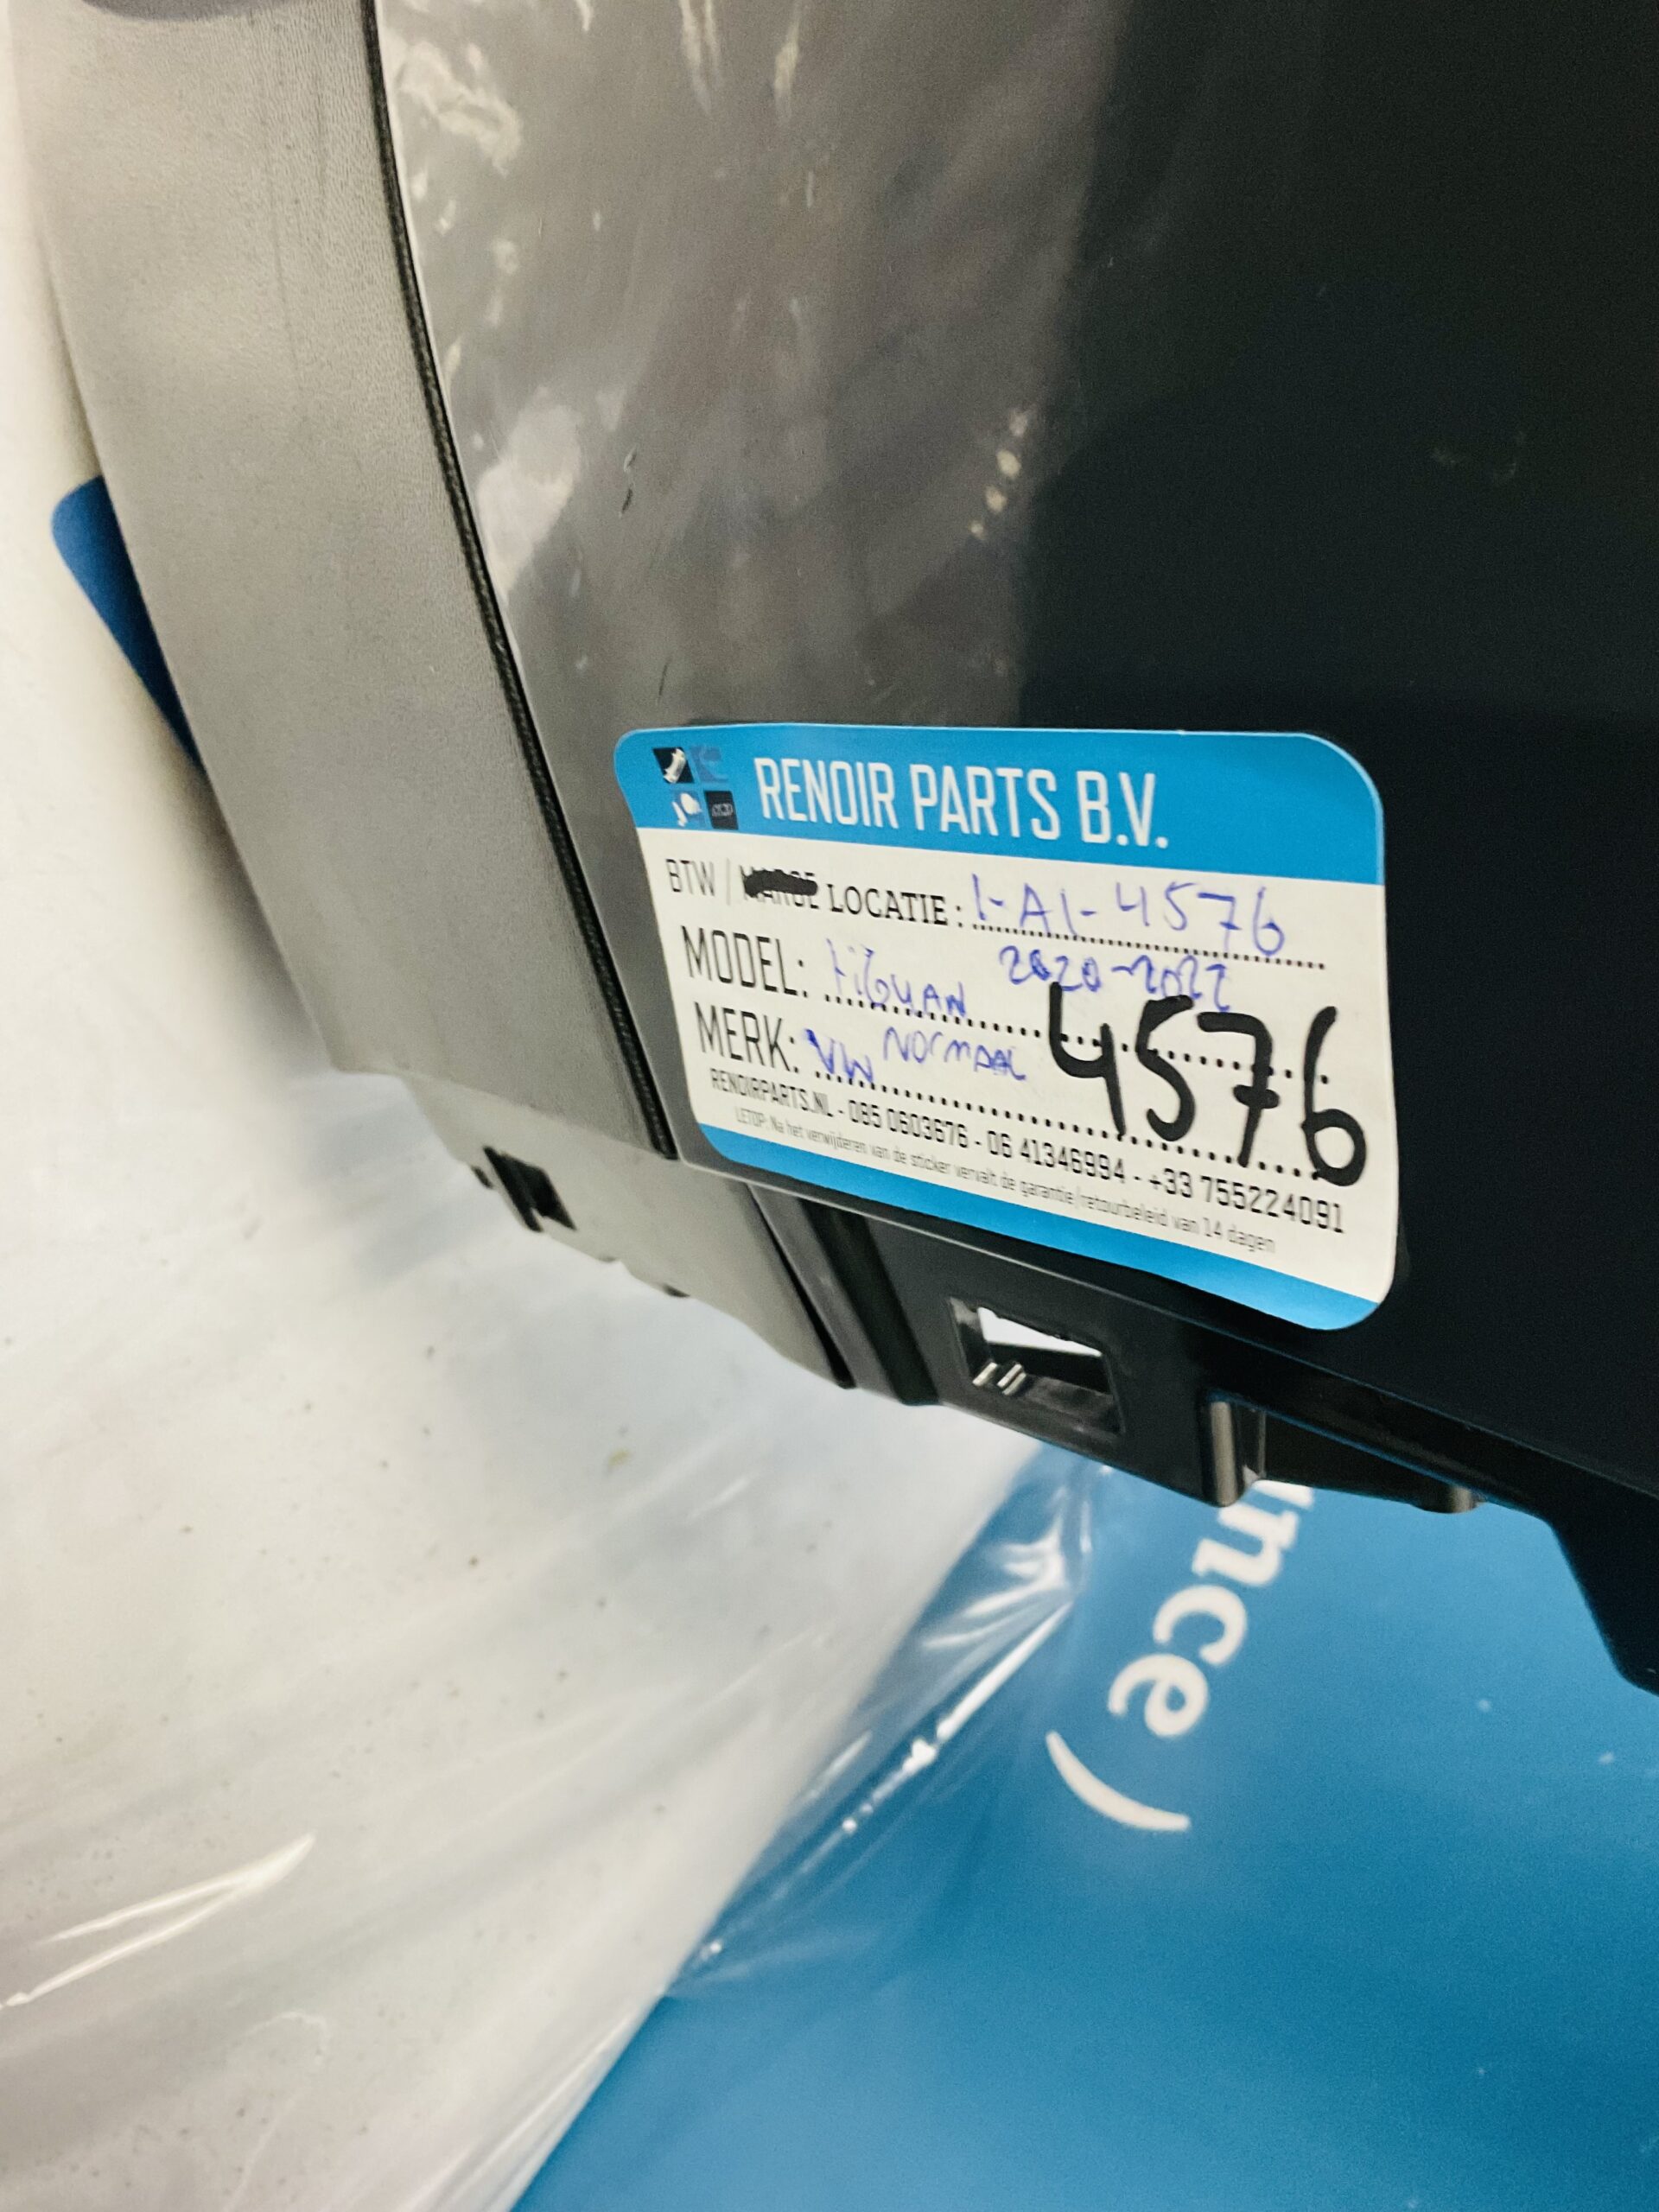 RENOIR PARTS B.V.
BTW / MARGE LOCATIE: 1-A1-4576
MODEL: tiGUAN 2020-2022
MERK: VW NOrmAAL 4576
RENOIRPARTS.NL - 085 0603676 - 06 41346994 - +33 755224091
LETOP: Na het verwijderen van de sticker vervalt de garantie/retourbeleid van 14 dagen
nce)